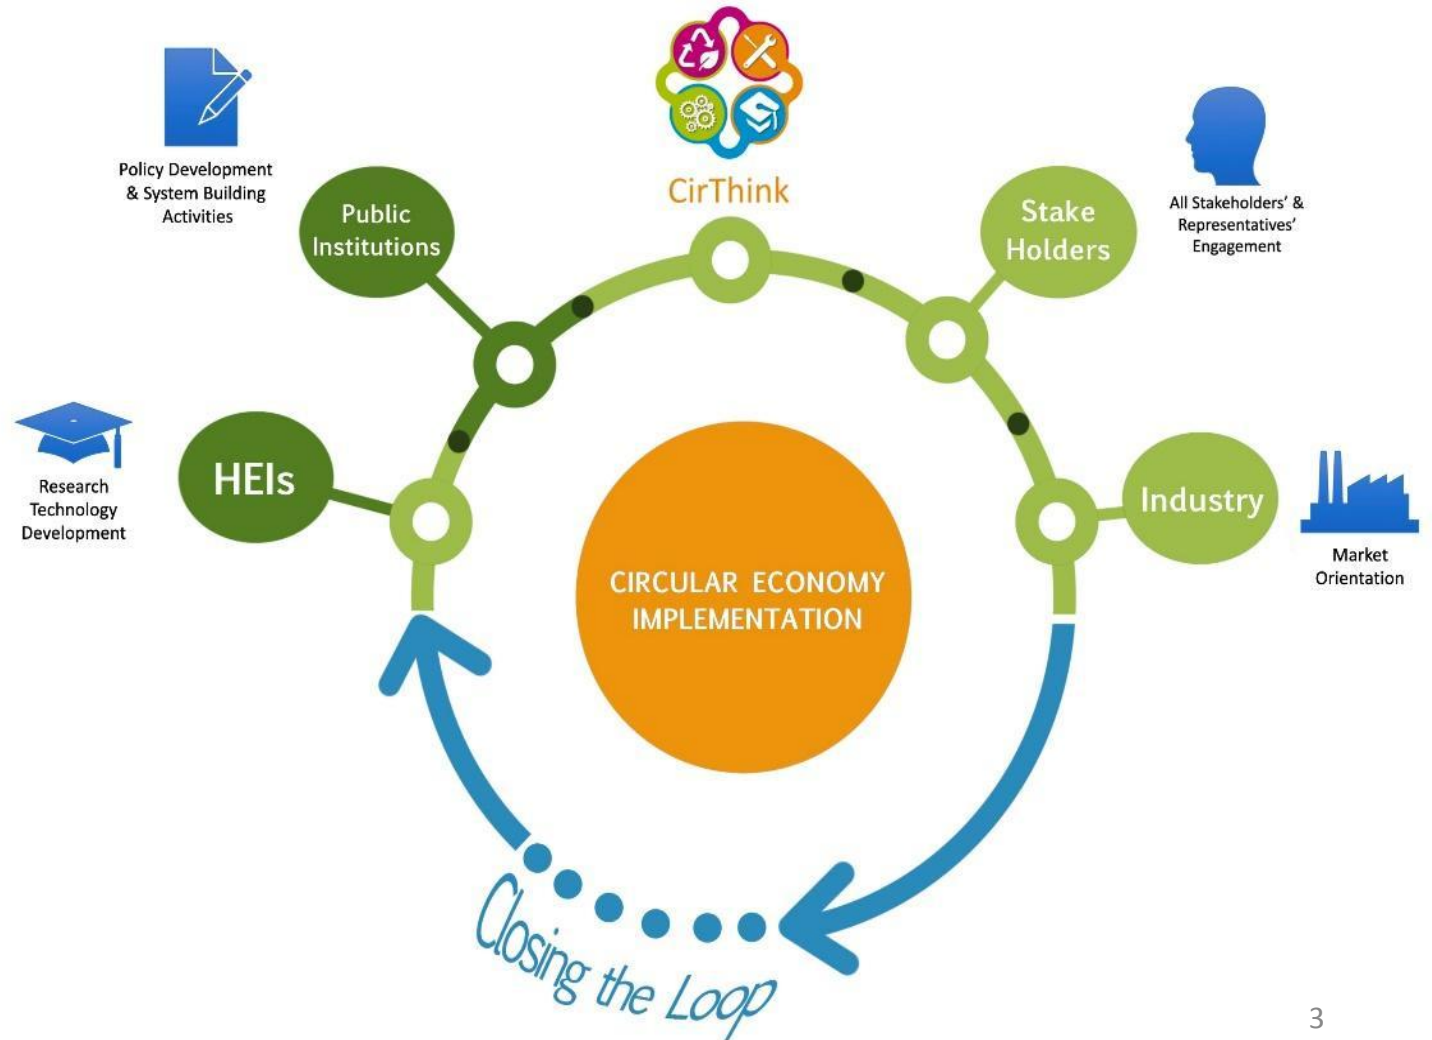 CirThink
Policy Development
& System Building
Activities
Public
Institutions
Stake
Holders
All Stakeholders' &
Representatives'
Engagement
HEIs
Research
Technology
Development
Industry
Market
Orientation
CIRCULAR ECONOMY
IMPLEMENTATION
Closing the Loop
3